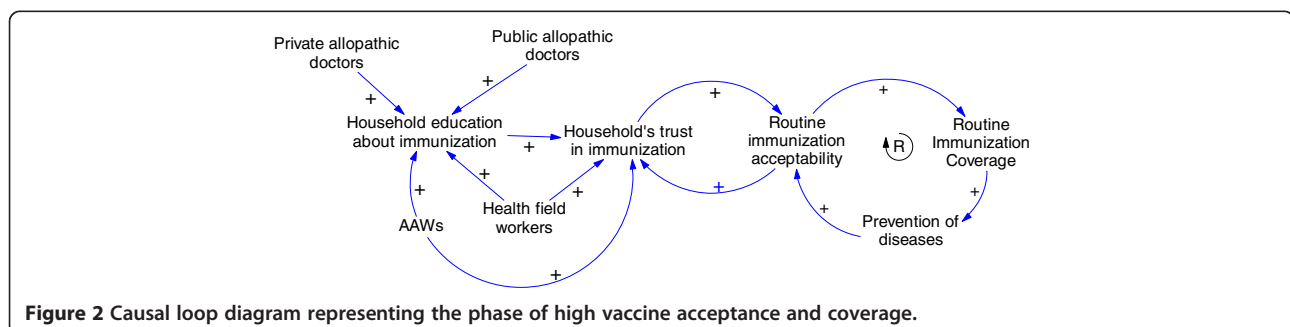 Private allopathic
doctors
Public allopathic
doctors
+
+
Household education
about immunization
+
Household's trust
in immunization
+
Routine
immunization
acceptability
+
R
Routine
Immunization
Coverage
+
+
+
+
AAWs
Health field
workers
+
+
+
Prevention of
diseases
+
Figure 2 Causal loop diagram representing the phase of high vaccine acceptance and coverage.